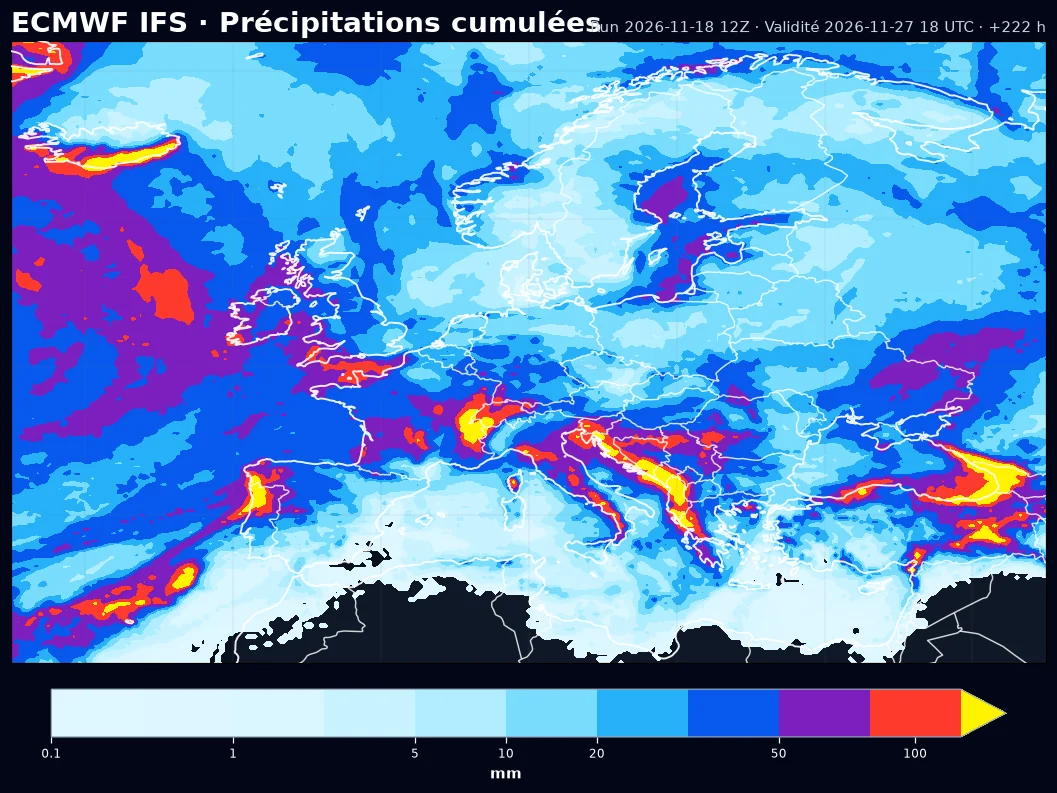 ECMWF IFS · Précipitations cumulées
Run 2026-11-18 12Z · Validité 2026-11-27 18 UTC · +222 h
0.1 1 5 10 20 50 100
mm